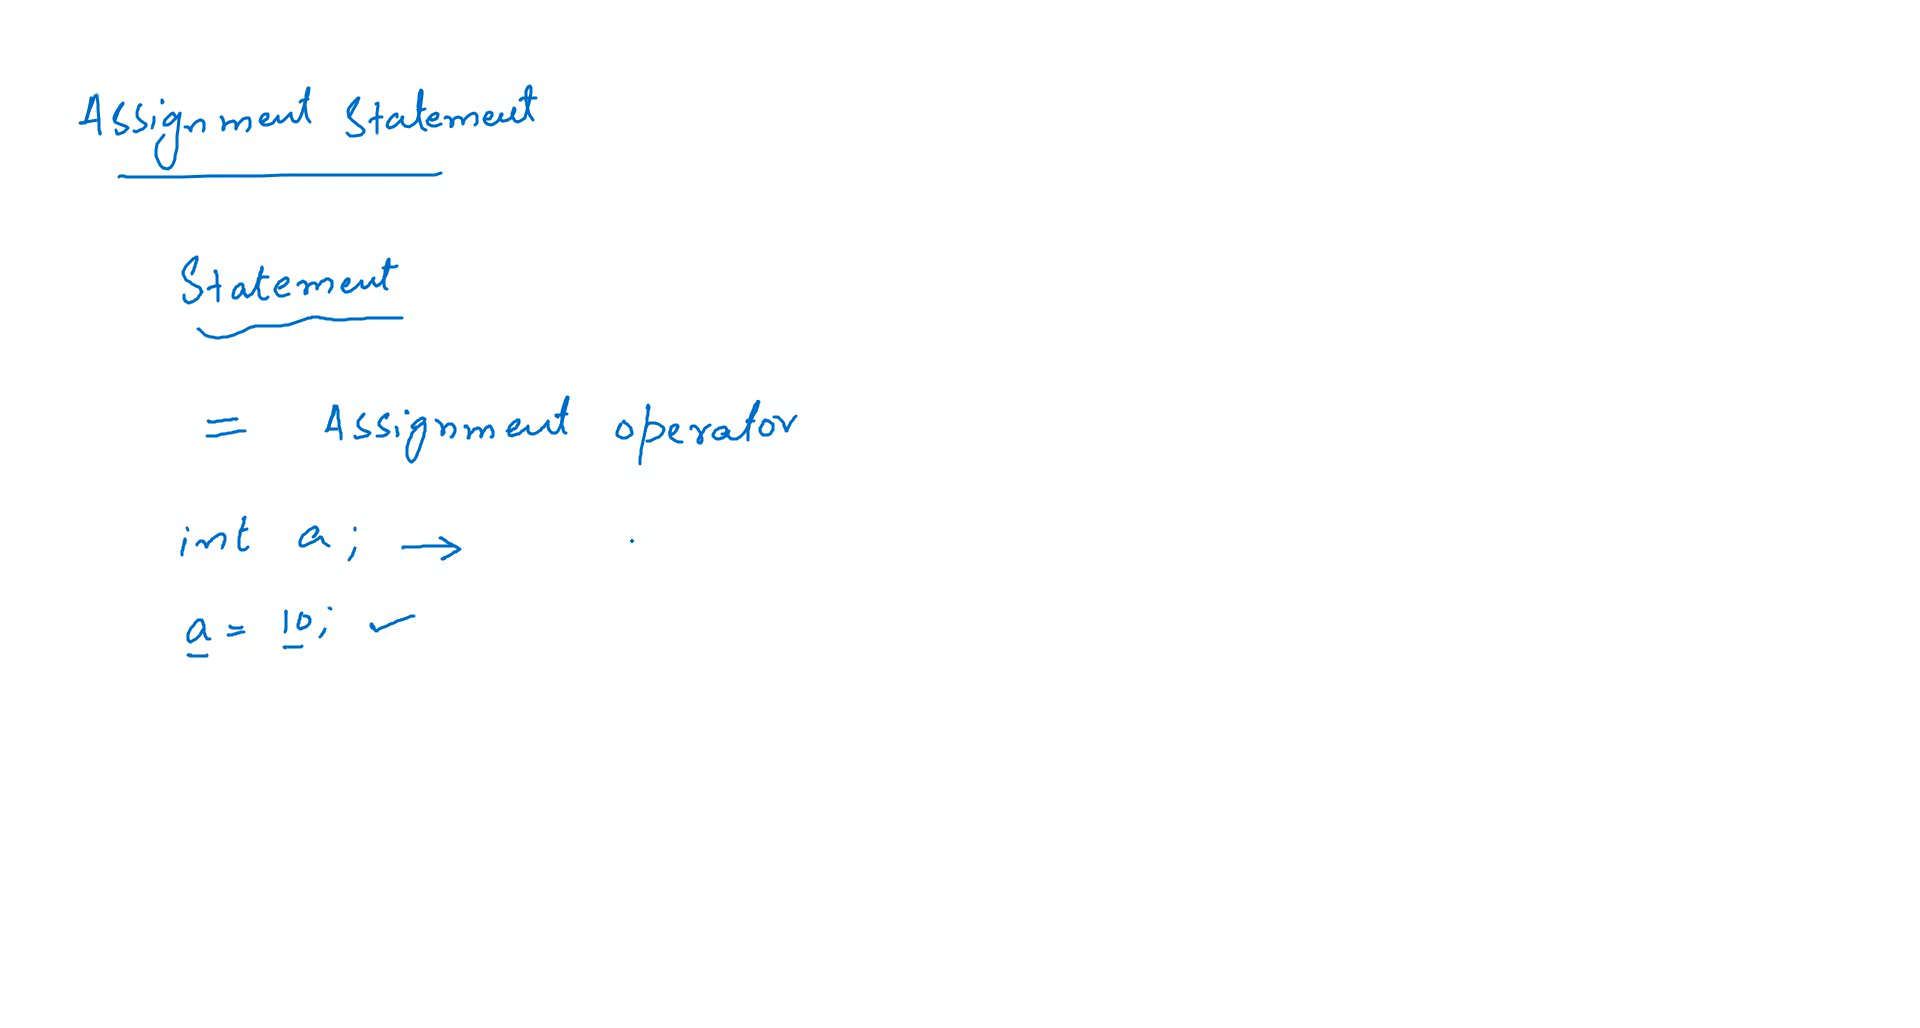 Assignment Statement
Statement
= Assignment operator
int a; →
a = 10; ✓